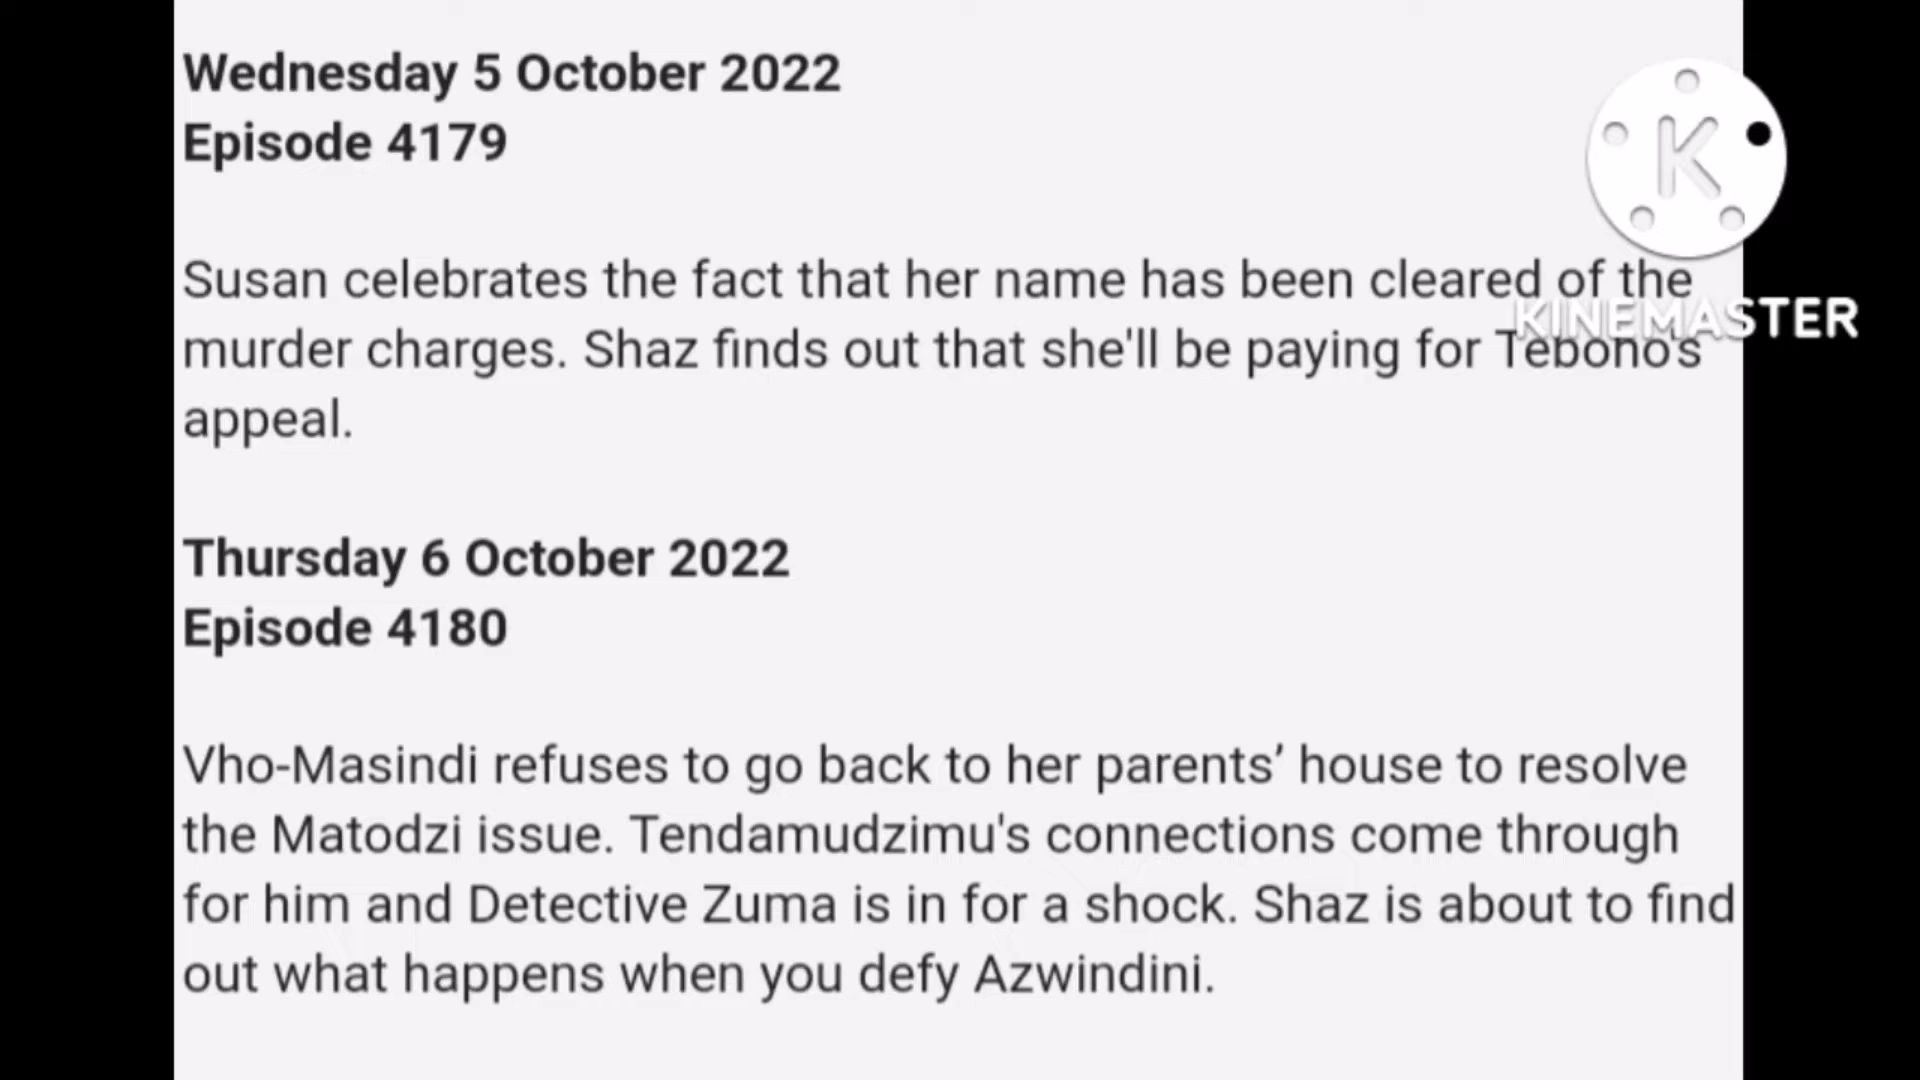 Wednesday 5 October 2022
Episode 4179
Susan celebrates the fact that her name has been cleared of the
murder charges. Shaz finds out that she'll be paying for Teboho's
appeal.
Thursday 6 October 2022
Episode 4180
Vho-Masindi refuses to go back to her parents’ house to resolve
the Matodzi issue. Tendamudzimu's connections come through
for him and Detective Zuma is in for a shock. Shaz is about to find
out what happens when you defy Azwindini.
K
KINEMASTER